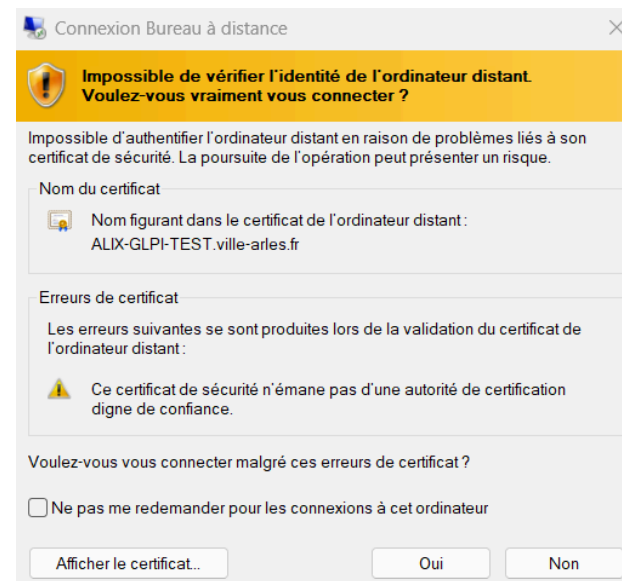 Connexion Bureau à distance
Impossible de vérifier l'identité de l'ordinateur distant.
Voulez-vous vraiment vous connecter ?
Impossible d'authentifier l'ordinateur distant en raison de problèmes liés à son
certificat de sécurité. La poursuite de l'opération peut présenter un risque.
Nom du certificat
Nom figurant dans le certificat de l'ordinateur distant :
ALIX-GLPI-TEST.ville-arles.fr
Erreurs de certificat
Les erreurs suivantes se sont produites lors de la validation du certificat de
l'ordinateur distant :
Ce certificat de sécurité n'émane pas d'une autorité de certification
digne de confiance.
Voulez-vous vous connecter malgré ces erreurs de certificat ?
Ne pas me redemander pour les connexions à cet ordinateur
Afficher le certificat... Oui Non